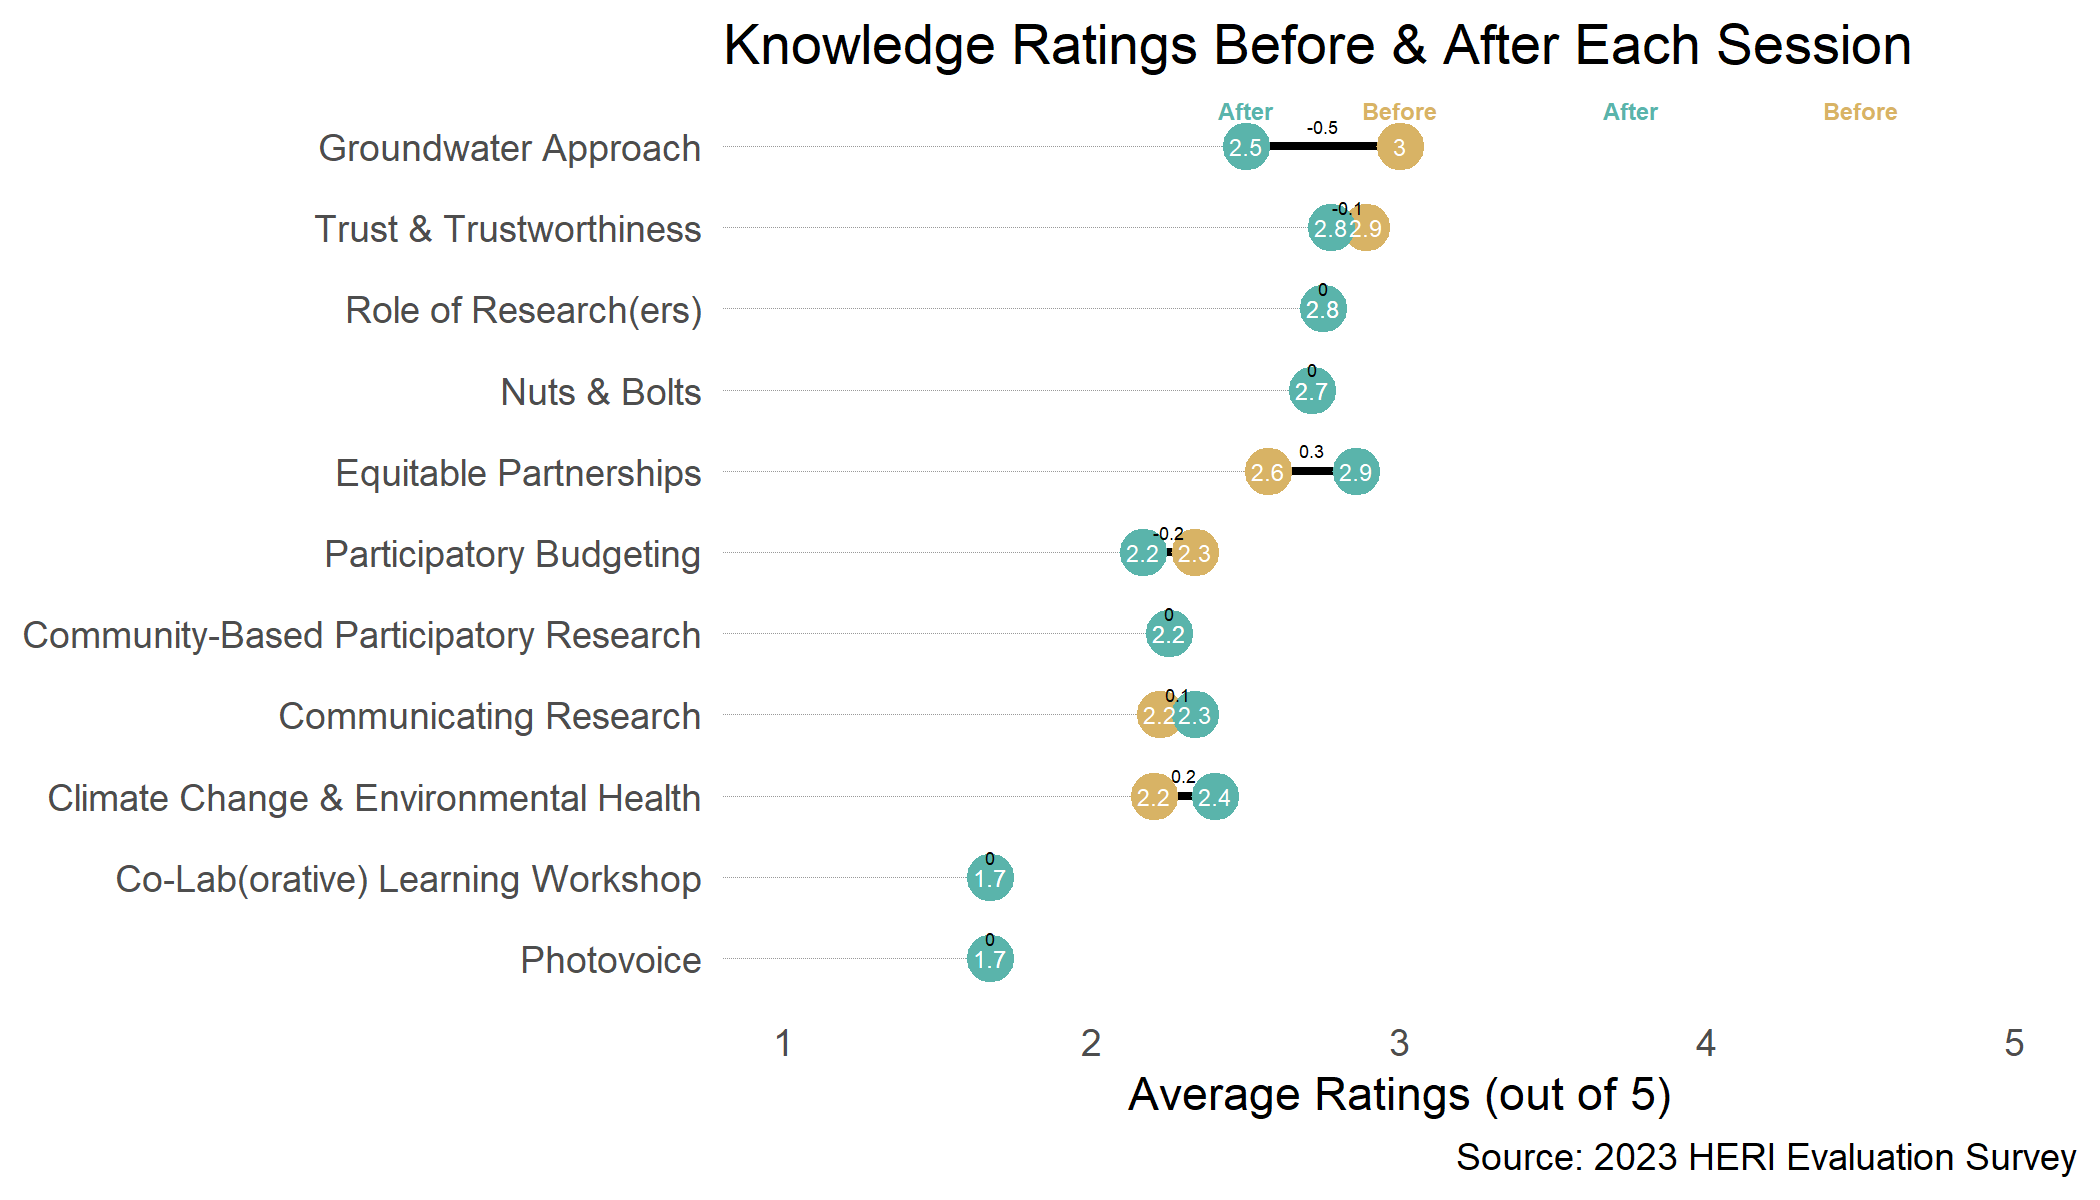 Knowledge Ratings Before & After Each Session
After Before After Before
Groundwater Approach 2.5 -0.5 3
Trust & Trustworthiness 2.8 -0.1 2.9
Role of Research(ers) 0 2.8
Nuts & Bolts 0 2.7
Equitable Partnerships 2.6 0.3 2.9
Participatory Budgeting 2.2 -0.2 2.3
Community-Based Participatory Research 0 2.2
Communicating Research 2.2 0.1 2.3
Climate Change & Environmental Health 2.2 0.2 2.4
Co-Lab(orative) Learning Workshop 0 1.7
Photovoice 0 1.7
1 2 3 4 5
Average Ratings (out of 5)
Source: 2023 HERI Evaluation Survey